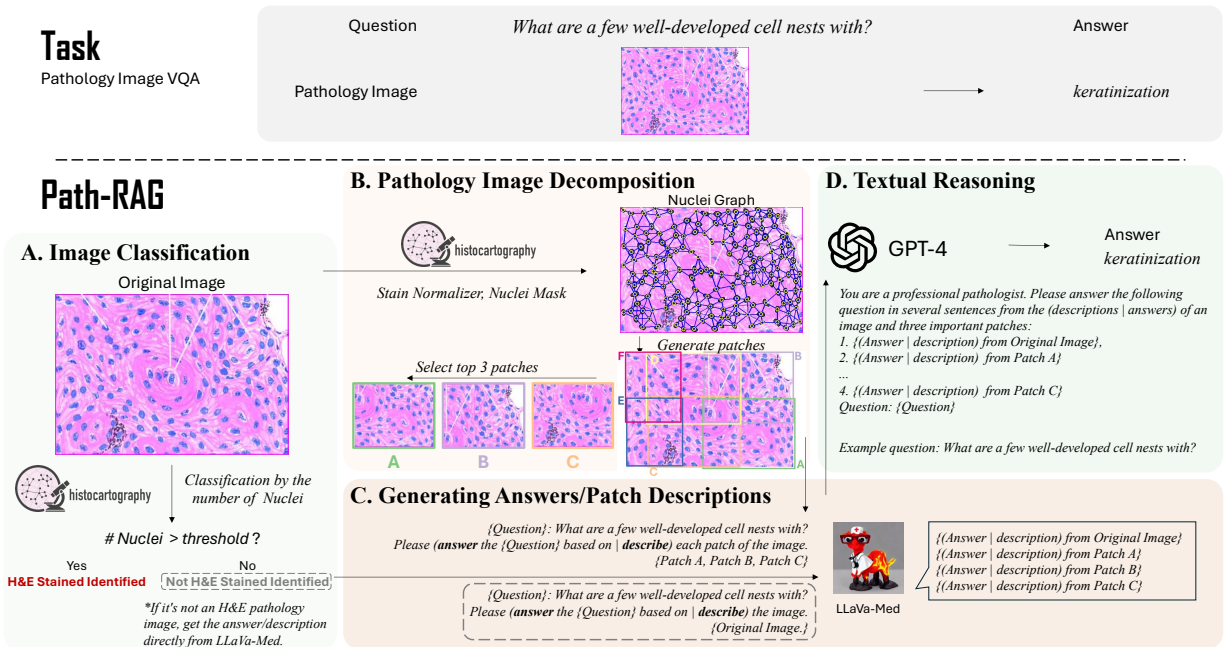 Task
Pathology Image VQA
Question
What are a few well-developed cell nests with?
Answer
Pathology Image
keratinization
Path-RAG
A. Image Classification
Original Image
histocartography
Classification by the
number of Nuclei
# Nuclei > threshold ?
Yes
No
H&E Stained Identified
Not H&E Stained Identified
*If it's not an H&E pathology
image, get the answer/description
directly from LLaVa-Med.
B. Pathology Image Decomposition
Nuclei Graph
histocartography
Stain Normalizer, Nuclei Mask
Generate patches
Select top 3 patches
F
D
B
E
A
C
A
B
C
C. Generating Answers/Patch Descriptions
{Question}: What are a few well-developed cell nests with?
Please (answer the {Question} based on | describe) each patch of the image.
{Patch A, Patch B, Patch C}
{Question}: What are a few well-developed cell nests with?
Please (answer the {Question} based on | describe) the image.
{Original Image.}
LLaVa-Med
{(Answer | description) from Original Image}
{(Answer | description) from Patch A}
{(Answer | description) from Patch B}
{(Answer | description) from Patch C}
D. Textual Reasoning
GPT-4
Answer
keratinization
You are a professional pathologist. Please answer the following
question in several sentences from the (descriptions | answers) of an
image and three important patches:
1. {(Answer | description) from Original Image},
2. {(Answer | description) from Patch A}
...
4. {(Answer | description) from Patch C}
Question: {Question}
Example question: What are a few well-developed cell nests with?